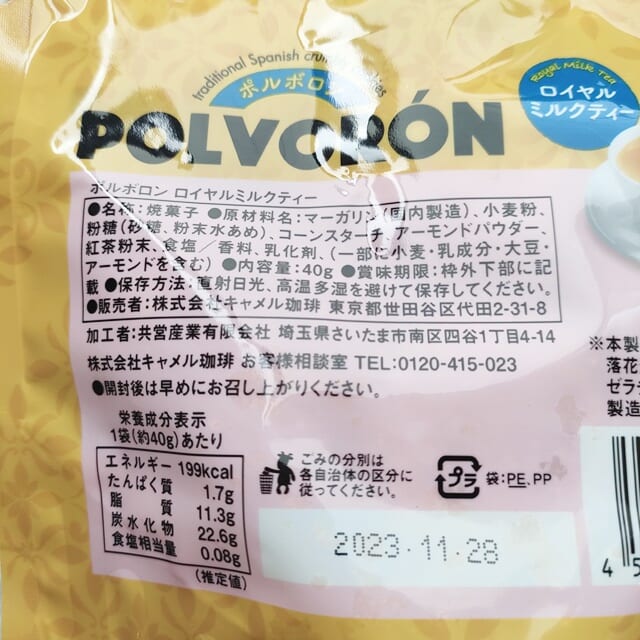 traditional Spanish
ポルボロン
POLVORÓN
Royal Milk Tea
ロイヤル
ミルクティー
ポルボロン ロイヤルミルクティー
●名称:焼菓子 ●原材料名:マーガリン(国内製造)、小麦粉、
粉糖(砂糖、粉末水あめ)、コーンスターチ、アーモンドパウダー、
紅茶粉末、食塩/香料、乳化剤、(一部に小麦・乳成分・大豆・
アーモンドを含む) ●内容量:40g ●賞味期限:枠外下部に記
載 ●保存方法:直射日光、高温多湿を避けて保存してください。
●販売者:株式会社キャメル珈琲 東京都世田谷区代田2-31-8
加工者:共営産業有限会社 埼玉県さいたま市南区四谷1丁目4-14
株式会社キャメル珈琲 お客様相談室 TEL:0120-415-023
●開封後は早めにお召し上がりください。
※本製
落花
ゼラ
製造
栄養成分表示
1袋(約40g)あたり
エネルギー 199kcal
たんぱく質 1.7g
脂質 11.3g
炭水化物 22.6g
食塩相当量 0.08g
(推定値)
ごみの分別は
各自治体の区分に
従ってください。
プラ
袋:PE、PP
2023.11.28
4 5